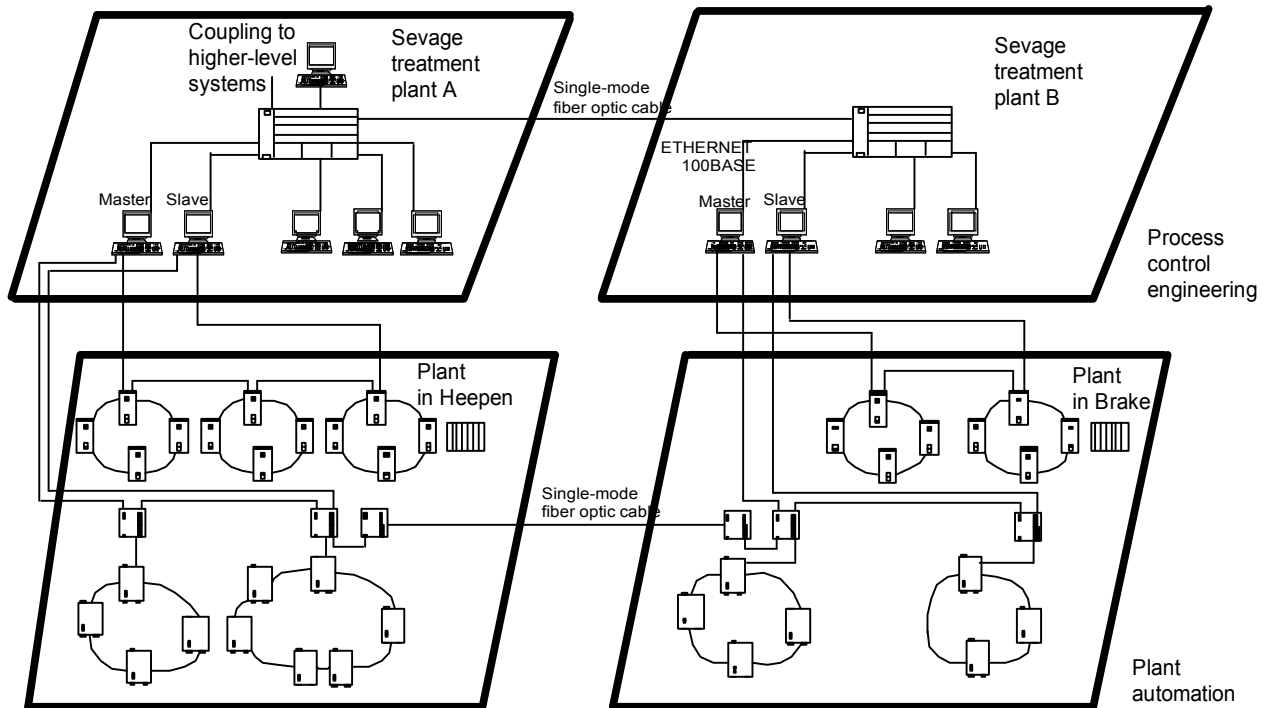 Coupling to
higher-level
systems
Sevage
treatment
plant A
Single-mode
fiber optic cable
Sevage
treatment
plant B
ETHERNET
100BASE
Master
Slave
Master
Slave
Process
control
engineering
Plant
in Heepen
Plant
in Brake
Single-mode
fiber optic cable
Plant
automation